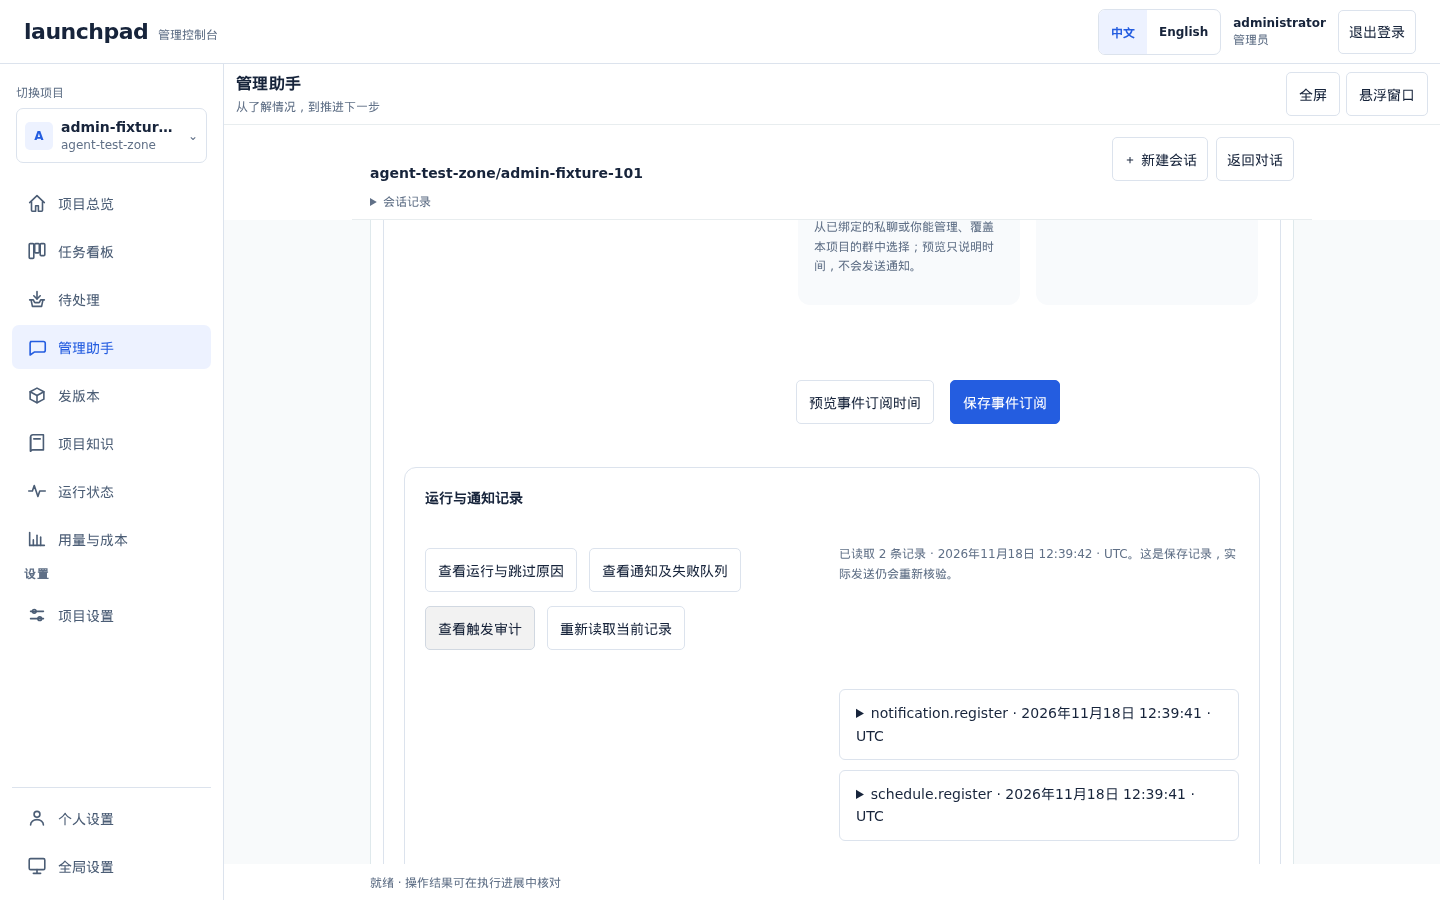 launchpad 管理控制台
中文 English
administrator
管理员
退出登录
切换项目
A
admin-fixtur…
agent-test-zone
项目总览
任务看板
待处理
管理助手
发版本
项目知识
运行状态
用量与成本
设置
项目设置
个人设置
全局设置
管理助手
从了解情况，到推进下一步
全屏
悬浮窗口
＋ 新建会话
返回对话
agent-test-zone/admin-fixture-101
▶ 会话记录
从已绑定的私聊或你能管理、覆盖
本项目的群中选择；预览只说明时
间，不会发送通知。
预览事件订阅时间
保存事件订阅
运行与通知记录
查看运行与跳过原因
查看通知及失败队列
查看触发审计
重新读取当前记录
已读取 2 条记录 · 2026年11月18日 12:39:42 · UTC。这是保存记录，实
际发送仍会重新核验。
▶ notification.register · 2026年11月18日 12:39:41 ·
UTC
▶ schedule.register · 2026年11月18日 12:39:41 ·
UTC
就绪 · 操作结果可在执行进展中核对